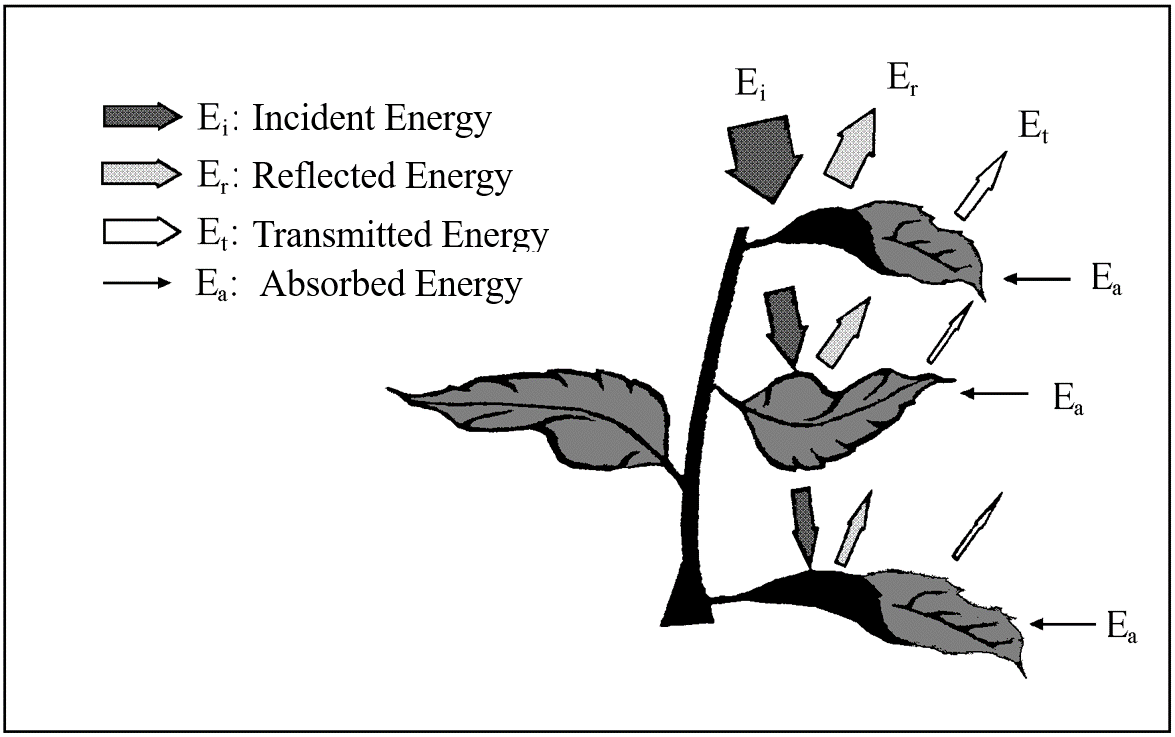 Ei: Incident Energy
Er: Reflected Energy
Et: Transmitted Energy
Ea: Absorbed Energy
Ei
Er
Et
Ea
Ea
Ea